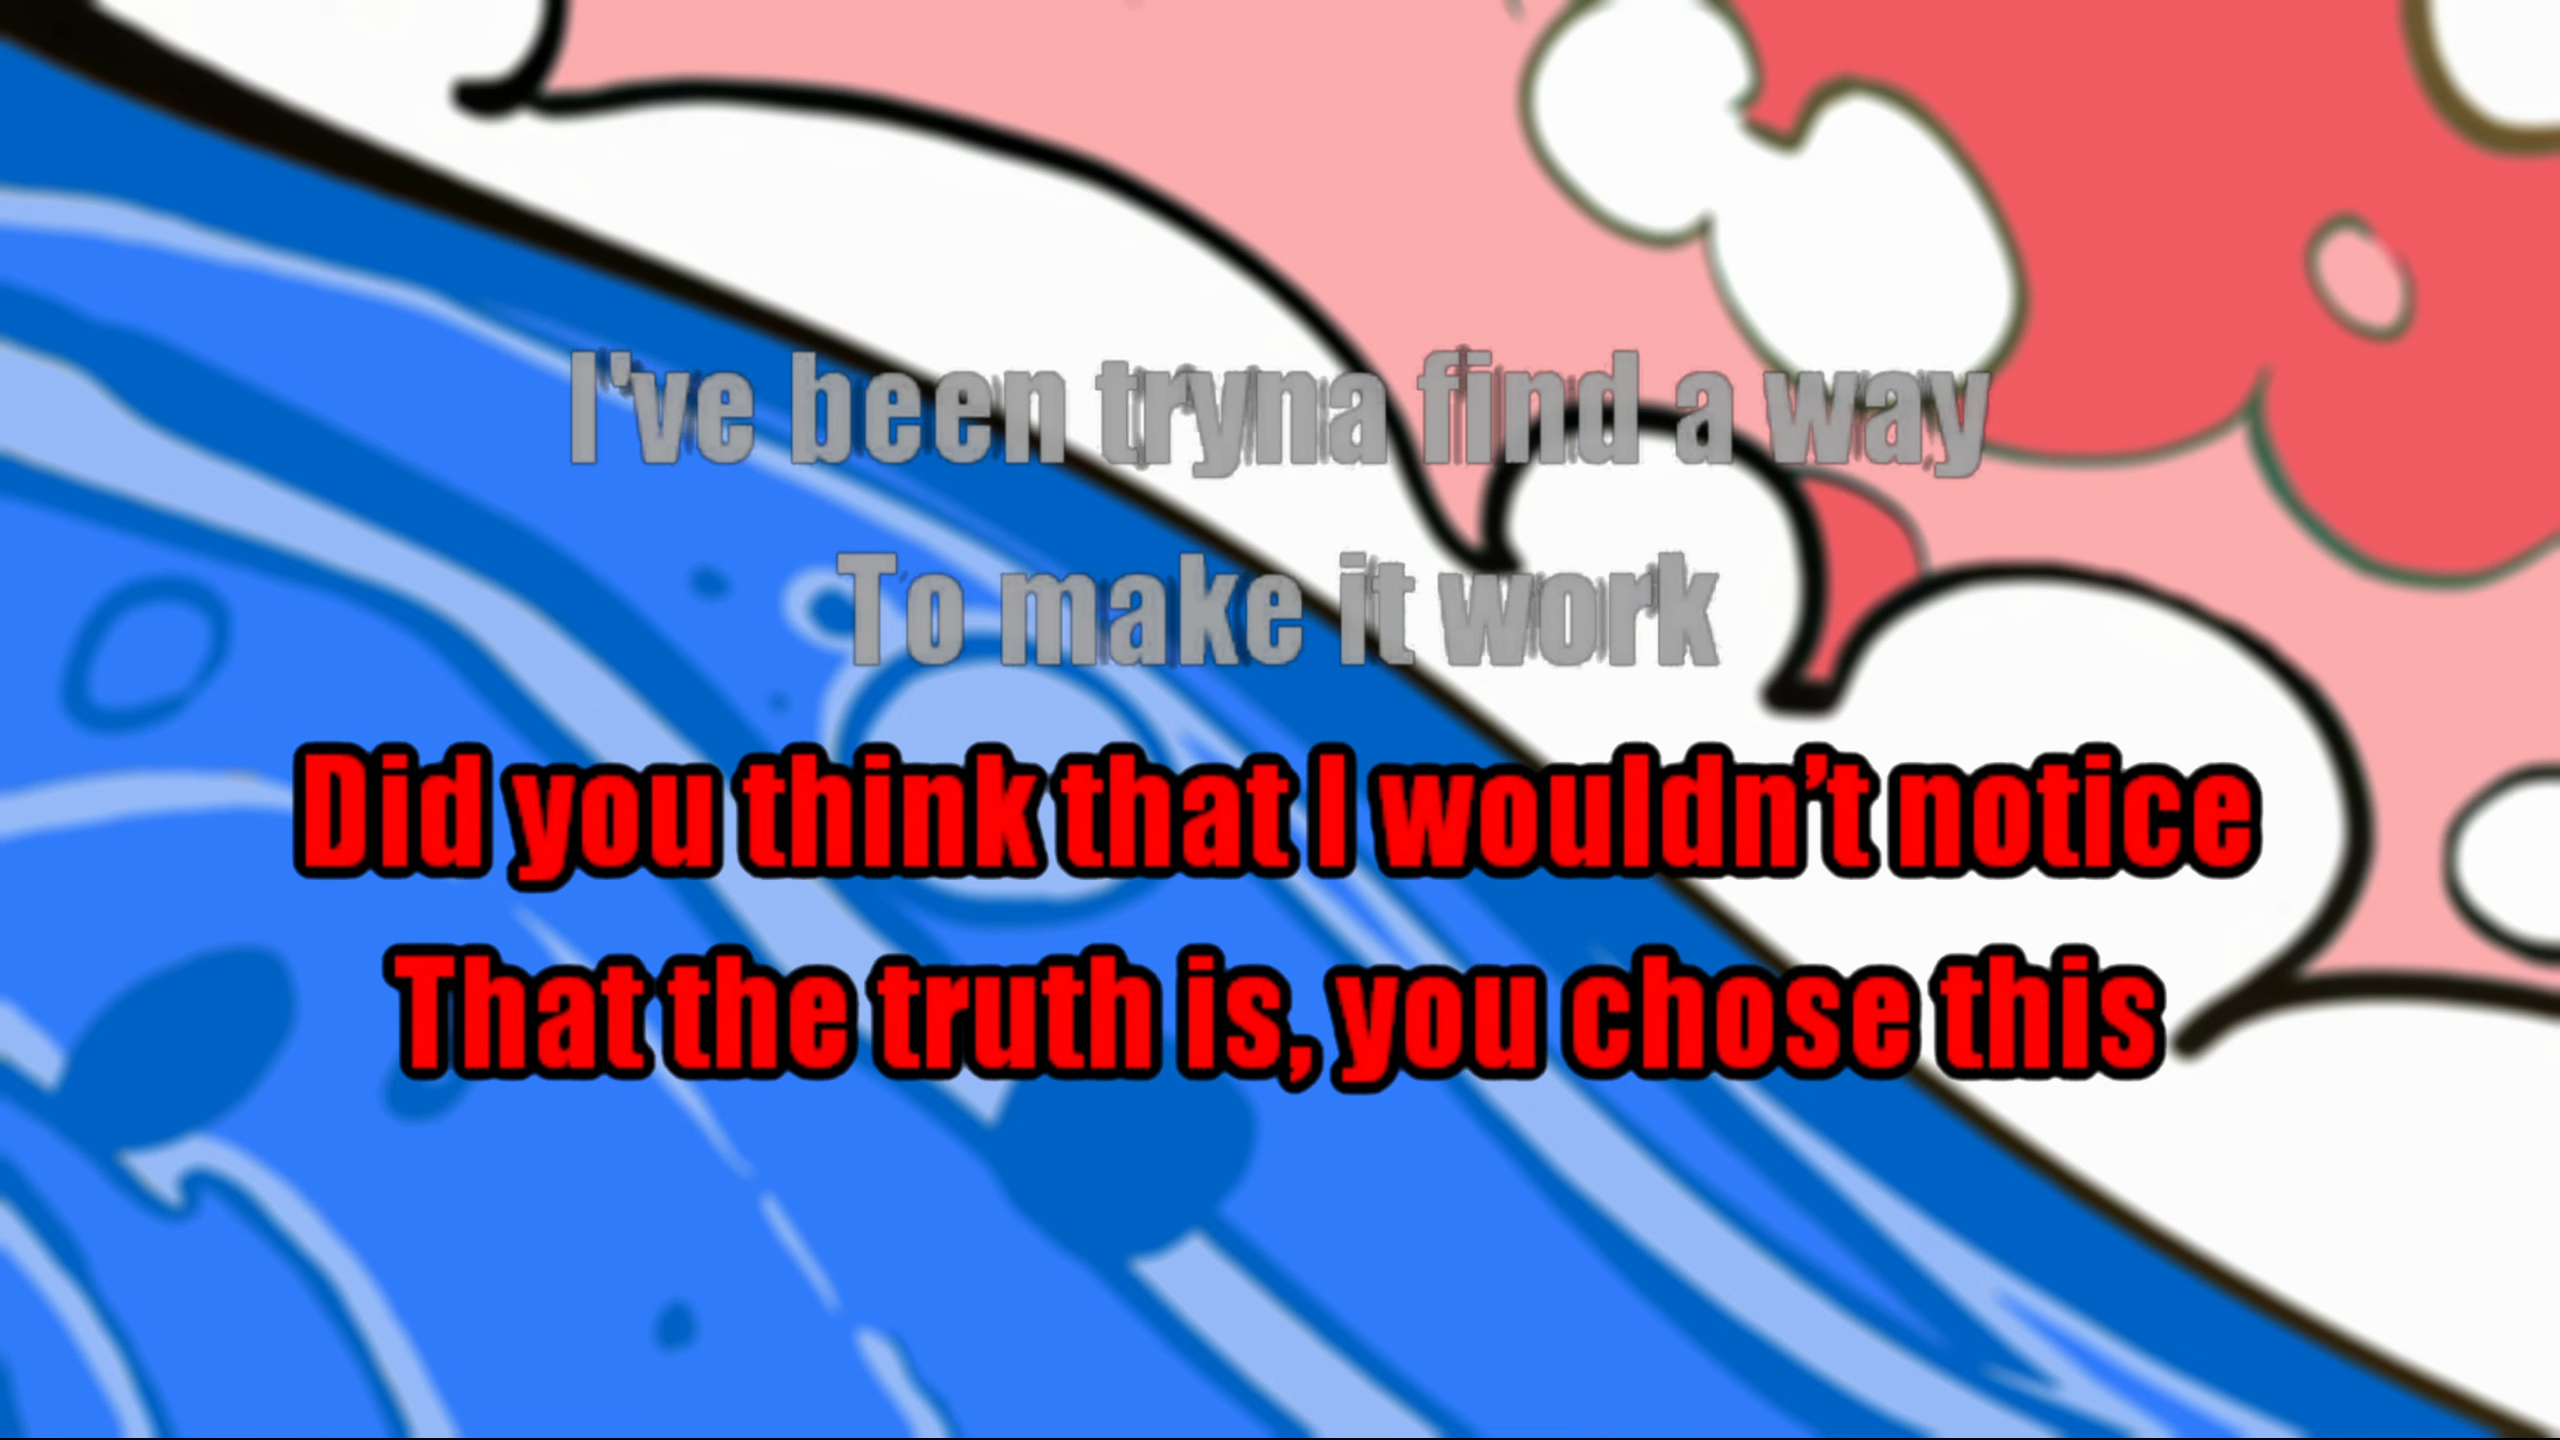 I've been tryna find a way
To make it work
Did you think that I wouldn’t notice
That the truth is, you chose this